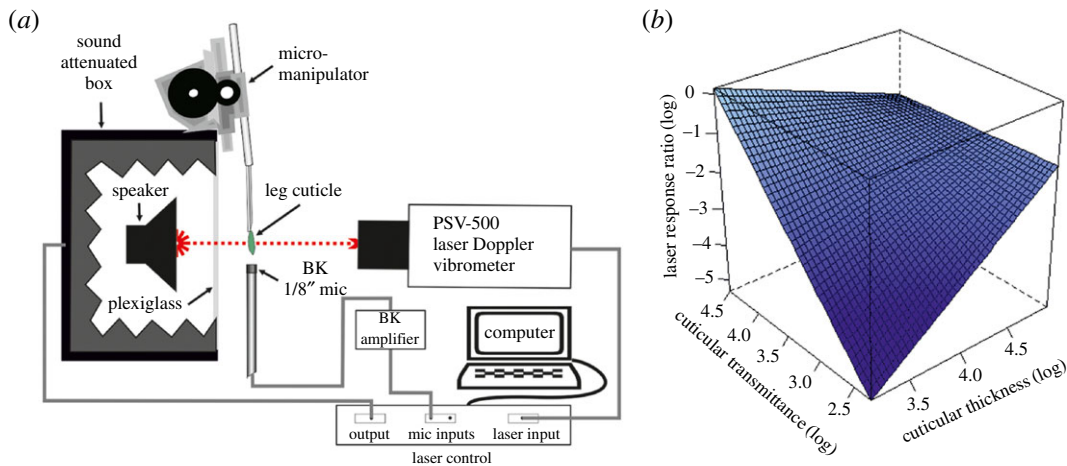 (a)
sound
attenuated
box
micro-
manipulator
speaker
leg cuticle
PSV-500
laser Doppler
vibrometer
plexiglass
BK
1/8″ mic
BK
amplifier
computer
output
mic inputs
laser input
laser control
(b)
laser response ratio (log)
0
–1
–2
–3
–4
–5
4.5
4.0
3.5
3.0
2.5
cuticular transmittance (log)
3.5
4.0
4.5
cuticular thickness (log)